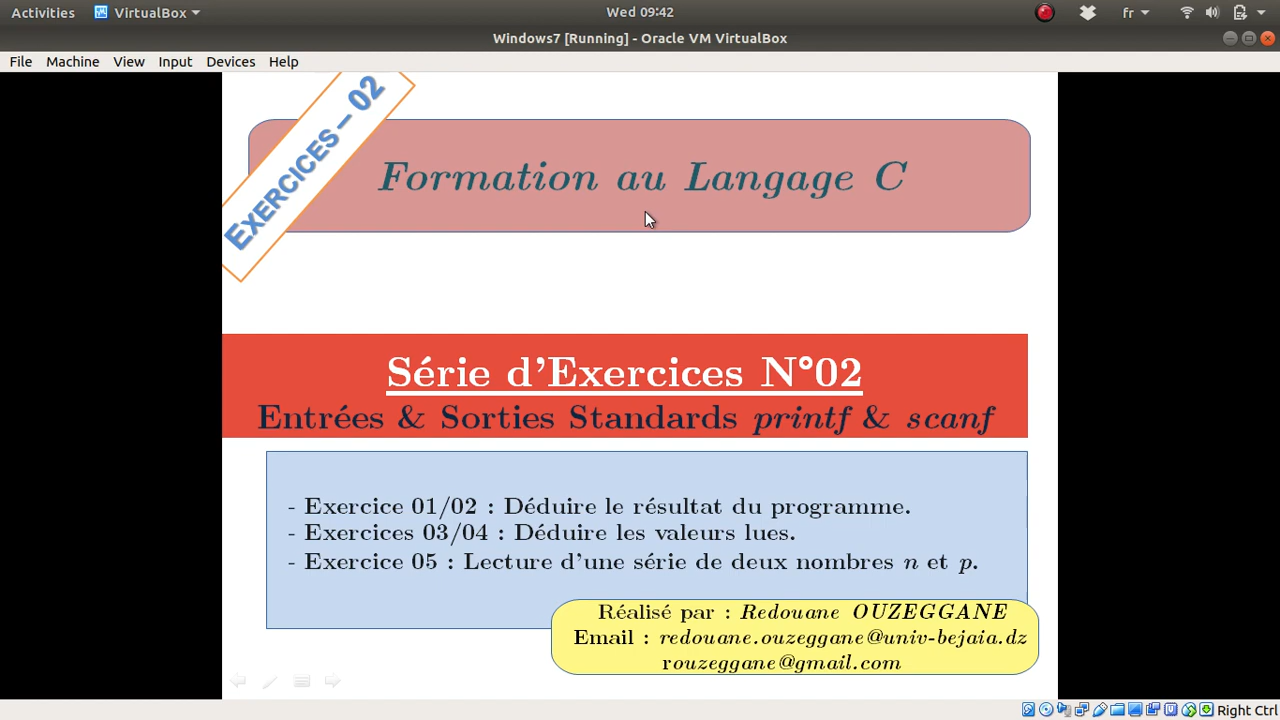 Activities VirtualBox Wed 09:42 fr
Windows7 [Running] - Oracle VM VirtualBox
File Machine View Input Devices Help
EXERCICES – 02
Formation au Langage C
Série d'Exercices N°02
Entrées & Sorties Standards printf & scanf
- Exercice 01/02 : Déduire le résultat du programme.
- Exercices 03/04 : Déduire les valeurs lues.
- Exercice 05 : Lecture d'une série de deux nombres n et p.
Réalisé par : Redouane OUZEGGANE
Email : redouane.ouzeggane@univ-bejaia.dz
rouzeggane@gmail.com
Right Ctrl